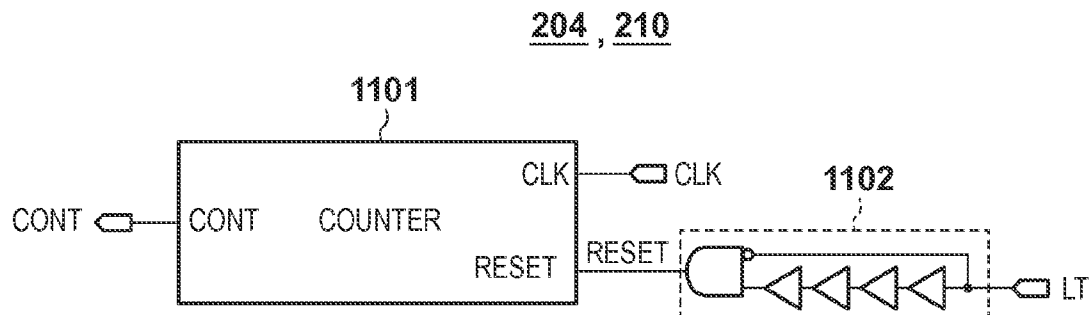 204, 210
1101
CLK CLK
1102
CONT CONT COUNTER
RESET RESET
LT